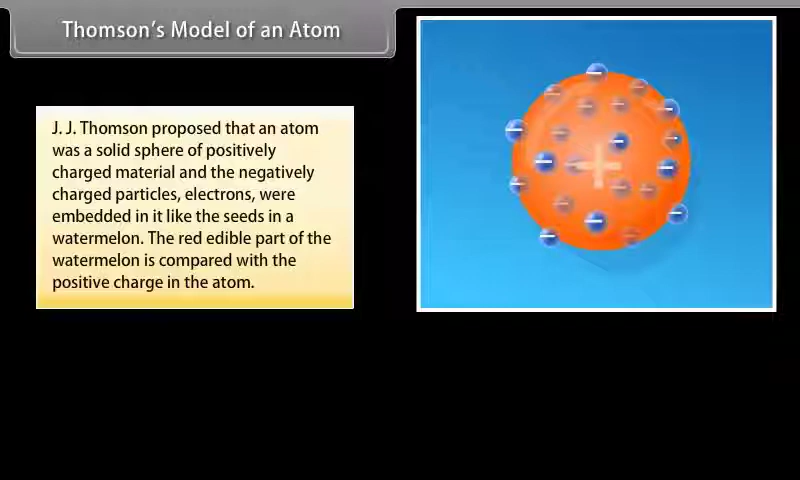 Thomson's Model of an Atom
J. J. Thomson proposed that an atom
was a solid sphere of positively
charged material and the negatively
charged particles, electrons, were
embedded in it like the seeds in a
watermelon. The red edible part of the
watermelon is compared with the
positive charge in the atom.